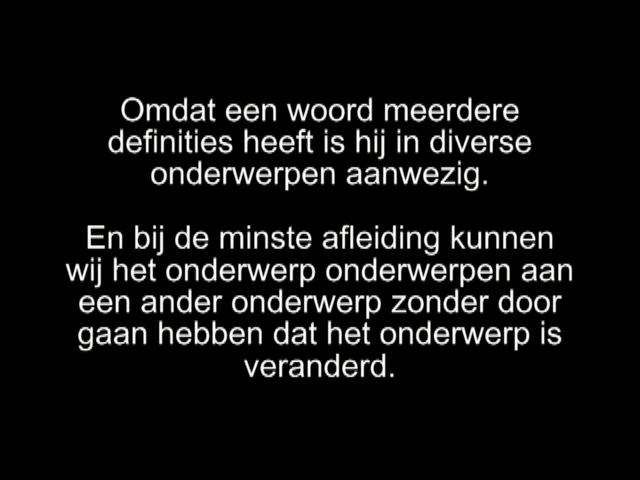 Omdat een woord meerdere
definities heeft is hij in diverse
onderwerpen aanwezig.
En bij de minste afleiding kunnen
wij het onderwerp onderwerpen aan
een ander onderwerp zonder door
gaan hebben dat het onderwerp is
veranderd.